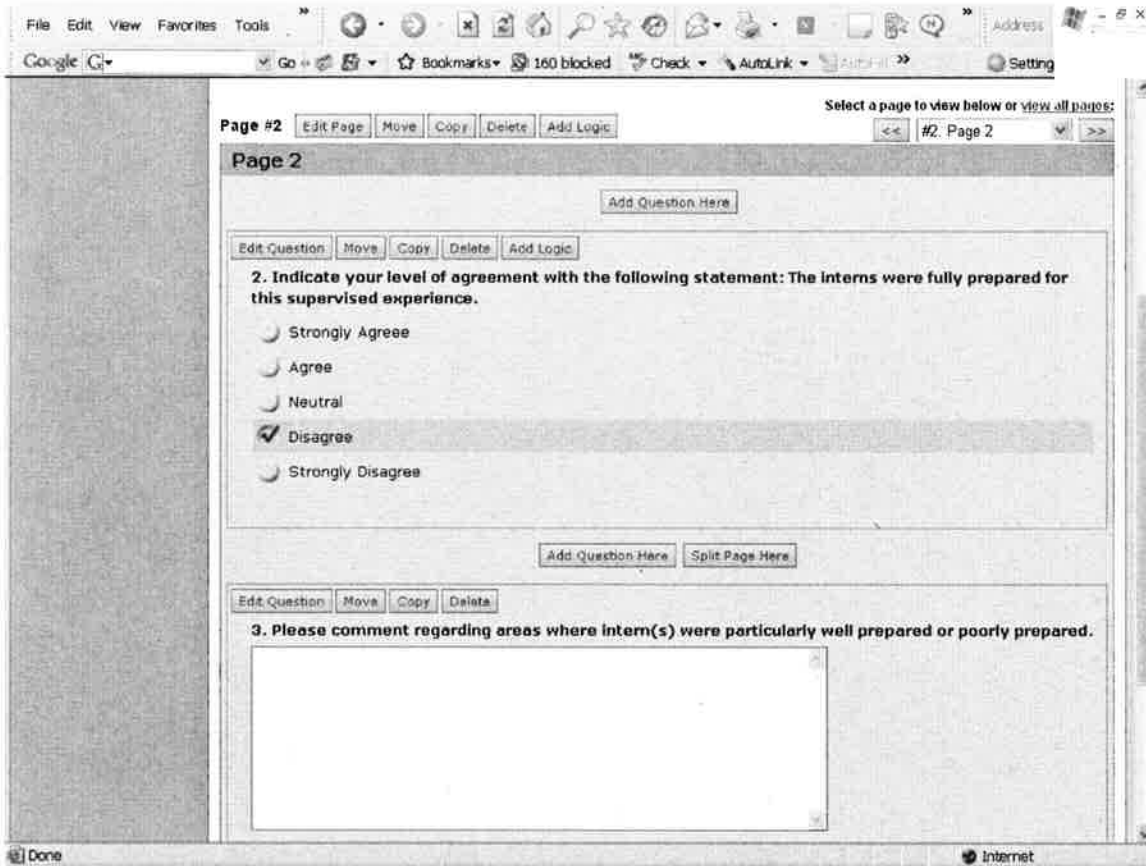 File Edit View Favorites Tools » » Address
Google G Go Bookmarks 160 blocked Check AutoLink AutoFill » Setting
Select a page to view below or view all pages:
Page #2 Edit Page Move Copy Delete Add Logic << #2. Page 2 >>
Page 2
Add Question Here
Edit Question Move Copy Delete Add Logic
2. Indicate your level of agreement with the following statement: The interns were fully prepared for
this supervised experience.
Strongly Agreee
Agree
Neutral
Disagree
Strongly Disagree
Add Question Here Split Page Here
Edit Question Move Copy Delete
3. Please comment regarding areas where intern(s) were particularly well prepared or poorly prepared.
Done Internet